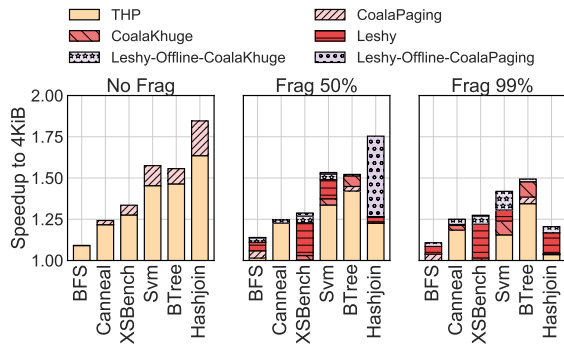 THP
CoalaPaging
CoalaKhuge
Leshy
Leshy-Offline-CoalaKhuge
Leshy-Offline-CoalaPaging
No Frag
Frag 50%
Frag 99%
Speedup to 4KiB
2.00
1.75
1.50
1.25
1.00
BFS
Canneal
XSBench
Svm
BTree
Hashjoin
BFS
Canneal
XSBench
Svm
BTree
Hashjoin
BFS
Canneal
XSBench
Svm
BTree
Hashjoin